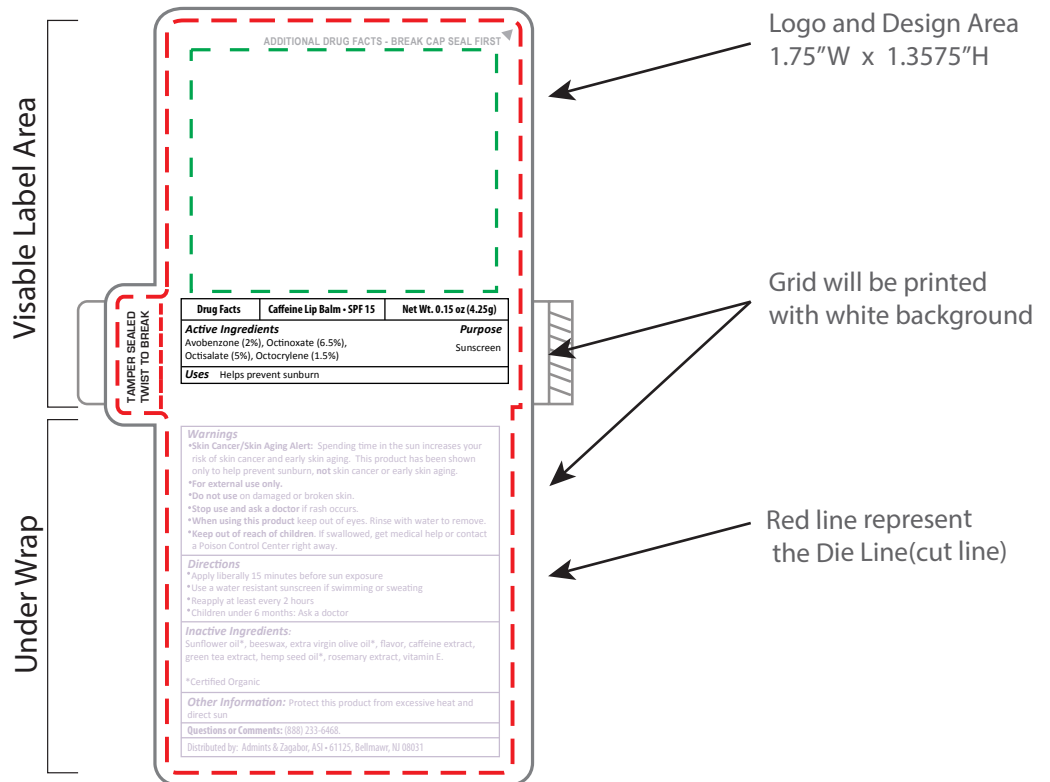 Logo and Design Area
1.75”W x 1.3575”H
ADDITIONAL DRUG FACTS - BREAK CAP SEAL FIRST
Visable Label Area
Grid will be printed
with white background
TAMPER SEALED
TWIST TO BREAK
Drug Facts Caffeine Lip Balm • SPF 15 Net Wt. 0.15 oz (4.25g)
Active Ingredients Purpose
Avobenzone (2%), Octinoxate (6.5%),
Octisalate (5%), Octocrylene (1.5%)
Sunscreen
Uses Helps prevent sunburn
Under Wrap
Warnings
•Skin Cancer/Skin Aging Alert: Spending time in the sun increases your
risk of skin cancer and early skin aging. This product has been shown
only to help prevent sunburn, not skin cancer or early skin aging.
•For external use only.
•Do not use on damaged or broken skin.
•Stop use and ask a doctor if rash occurs.
•When using this product keep out of eyes. Rinse with water to remove.
•Keep out of reach of children. If swallowed, get medical help or contact
a Poison Control Center right away.
Directions
•Apply liberally 15 minutes before sun exposure
•Use a water resistant sunscreen if swimming or sweating
•Reapply at least every 2 hours
•Children under 6 months: Ask a doctor
Inactive Ingredients:
Sunflower oil*, beeswax, extra virgin olive oil*, flavor, caffeine extract,
green tea extract, hemp seed oil*, rosemary extract, vitamin E.
*Certified Organic
Other Information: Protect this product from excessive heat and
direct sun
Questions or Comments: (888) 233-6468.
Distributed by: Admints & Zagabor, ASI • 61125, Bellmawr, NJ 08031
Red line represent
the Die Line(cut line)